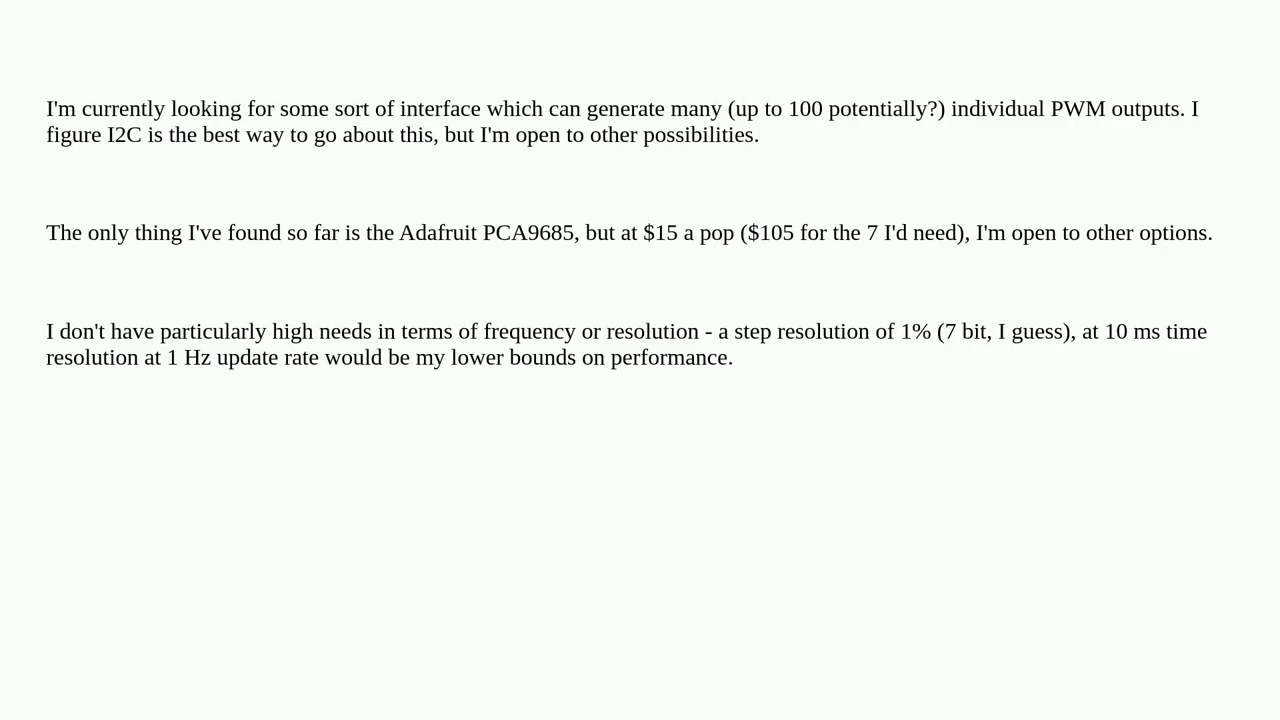 I'm currently looking for some sort of interface which can generate many (up to 100 potentially?) individual PWM outputs. I
figure I2C is the best way to go about this, but I'm open to other possibilities.
The only thing I've found so far is the Adafruit PCA9685, but at $15 a pop ($105 for the 7 I'd need), I'm open to other options.
I don't have particularly high needs in terms of frequency or resolution - a step resolution of 1% (7 bit, I guess), at 10 ms time
resolution at 1 Hz update rate would be my lower bounds on performance.